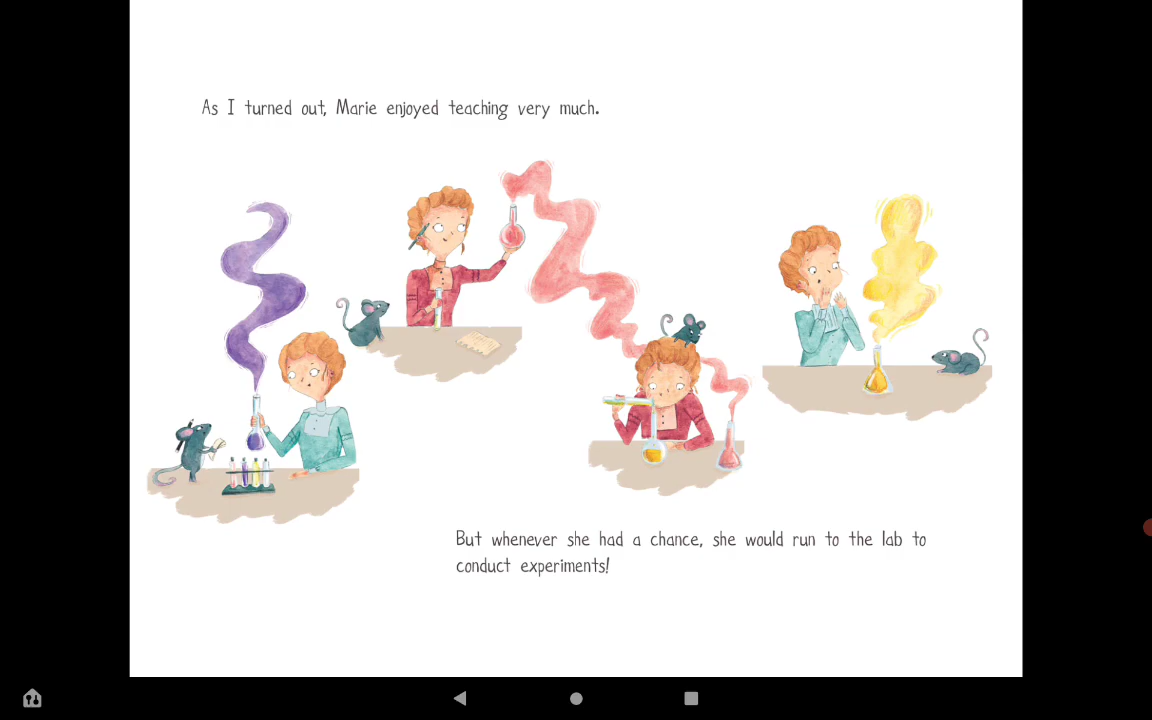 As I turned out, Marie enjoyed teaching very much.
But whenever she had a chance, she would run to the lab to
conduct experiments!